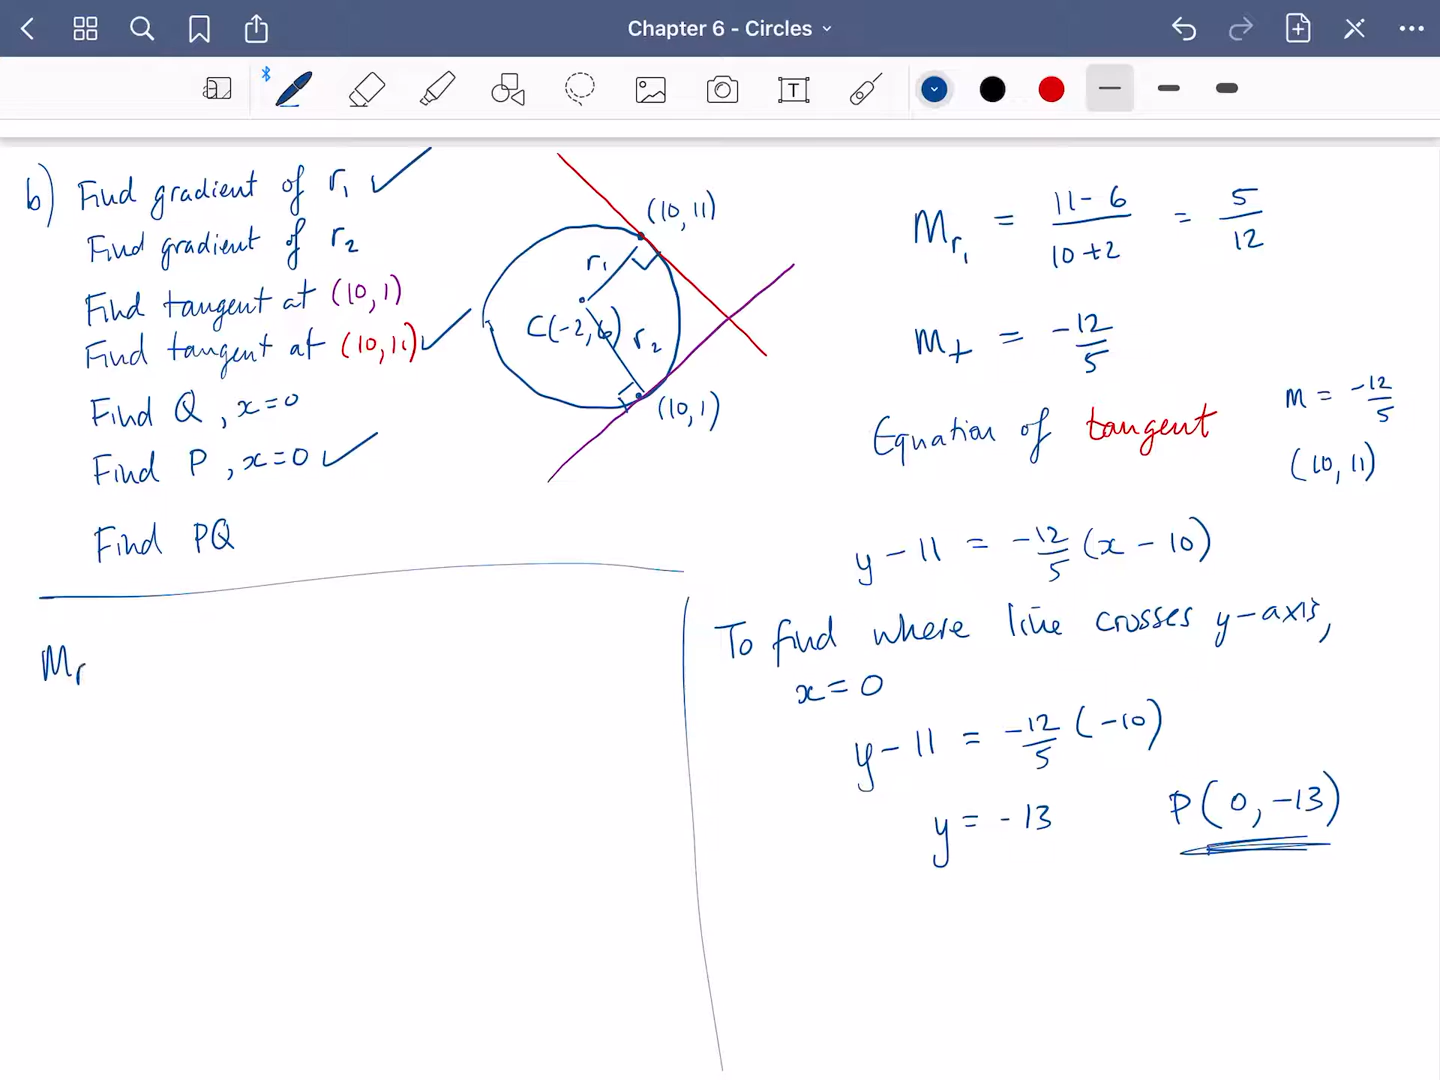 Chapter 6 - Circles
b) Find gradient of r₁ ✓
Find gradient of r₂
Find tangent at (10,1)
Find tangent at (10,11) ✓
Find Q, x=0
Find P, x=0 ✓
Find PQ
(10,11)
r₁
C(-2,6)
r₂
(10,1)
Mr
Mr₁ = 11-6/10+2 = 5/12
m_t = -12/5
Equation of tangent
m = -12/5
(10,11)
y-11 = -12/5 (x-10)
To find where line crosses y-axis,
x=0
y-11 = -12/5 (-10)
y = -13
P(0,-13)